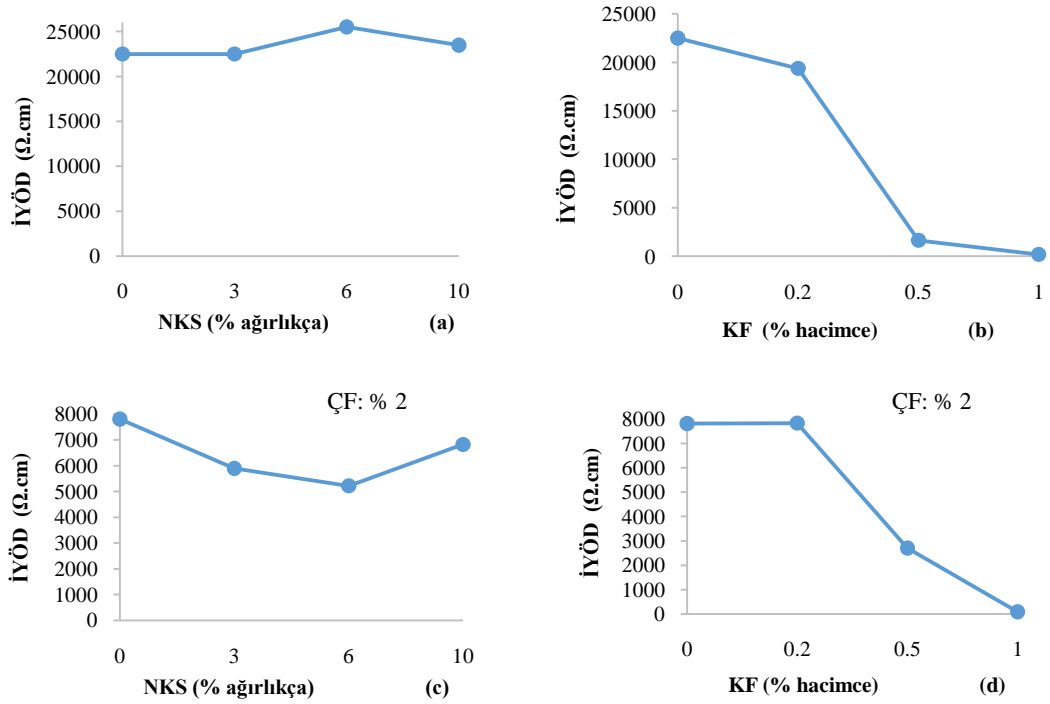 25000
20000
15000
10000
5000
0
İYÖD (Ω.cm)
0 3 6 10
NKS (% ağırlıkça) (a)
25000
20000
15000
10000
5000
0
İYÖD (Ω.cm)
0 0.2 0.5 1
KF (% hacimce) (b)
ÇF: % 2
8000
7000
6000
5000
4000
3000
2000
1000
0
İYÖD (Ω.cm)
0 3 6 10
NKS (% ağırlıkça) (c)
ÇF: % 2
8000
7000
6000
5000
4000
3000
2000
1000
0
İYÖD (Ω.cm)
0 0.2 0.5 1
KF (% hacimce) (d)